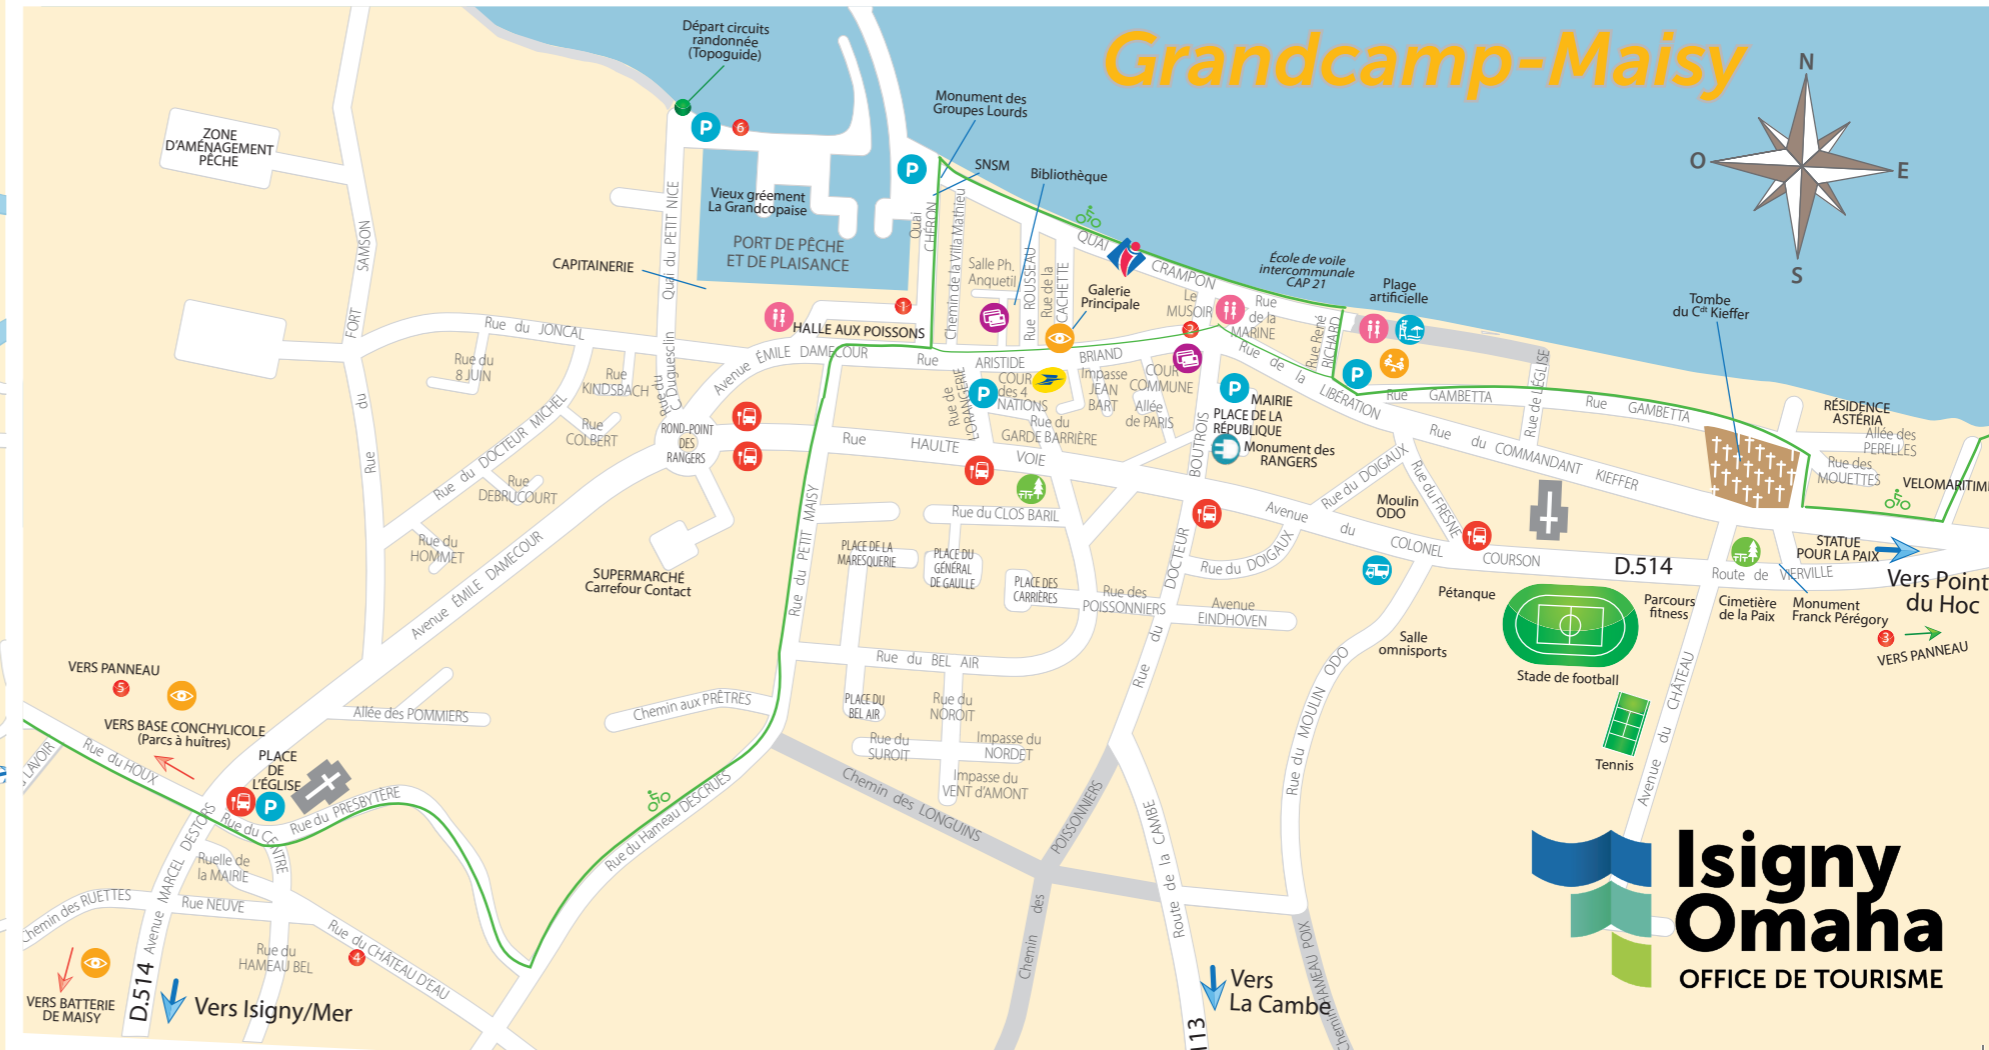 Grandcamp-Maisy
N
O
E
S
Départ circuits
randonnée
(Topoguide)
P
6
ZONE
D'AMÉNAGEMENT
PÊCHE
Monument des
Groupes Lourds
P
SNSM
Bibliothèque
Vieux gréement
La Grandcopaise
PORT DE PÊCHE
ET DE PLAISANCE
CAPITAINERIE
Quai du PETIT NICE
Quai
CHÉRON
Chemin de la Villa Mathieu
Salle Ph.
Anquetil
Rue ROUSSEAU
Rue de la
CACHETTE
QUAI
CRAMPON
Galerie
Principale
École de voile
intercommunale
CAP 21
Plage
artificielle
Le
MUSOIR
2
Rue
de la
MARINE
Rue René
RICHARD
Tombe
du Cdt Kieffer
1
HALLE AUX POISSONS
Rue du JONCAL
Rue
du
FORT
SAMSON
Rue du
8 JUIN
Rue
KINDSBACH
Rue du
C. Duguesclin
Avenue ÉMILE DAMECOUR
Rue
ARISTIDE
BRIAND
Rue de
L'ORANGERIE
P
COUR
des 4
NATIONS
Impasse
JEAN
BART
COUR
COMMUNE
Allée
de PARIS
Rue du
GARDE BARRIÈRE
P
MAIRIE
PLACE DE LA
RÉPUBLIQUE
Monument des
RANGERS
Rue de la LIBÉRATION
P
Rue GAMBETTA
Rue GAMBETTA
Rue de L'ÉGLISE
RÉSIDENCE
ASTÉRIA
Allée des
PERELLES
Rue des
MOUETTES
VELOMARITIME
Rue du DOCTEUR MICHEL
Rue
COLBERT
Rue
DEBRUCOURT
Rue du
HOMMET
ROND-POINT
DES
RANGERS
Rue HAULTE VOIE
Rue du COMMANDANT KIEFFER
Rue du DOCTEUR BOUTROIS
Rue du DOIGAUX
Rue du FRESNE
Moulin
ODO
Avenue du COLONEL COURSON
D.514
Route de VIERVILLE
STATUE
POUR LA PAIX
Vers Point
du Hoc
Rue du CLOS BARIL
Rue du PETIT MAISY
PLACE DE LA
MARESQUERIE
PLACE DU
GÉNÉRAL
DE GAULLE
PLACE DES
CARRIÈRES
Rue des
POISSONNIERS
Rue du DOIGAUX
Avenue
EINDHOVEN
Pétanque
Salle
omnisports
Stade de football
Parcours
fitness
Cimetière
de la Paix
Monument
Franck Pérégory
3
VERS PANNEAU
Avenue ÉMILE DAMECOUR
SUPERMARCHÉ
Carrefour Contact
Rue du BEL AIR
PLACE DU
BEL AIR
Rue du
NOROIT
Rue du
SUROIT
Impasse du
NORDET
Impasse du
VENT d'AMONT
Rue du MOULIN ODO
Tennis
Avenue du CHÂTEAU
VERS PANNEAU
5
VERS BASE CONCHYLICOLE
(Parcs à huîtres)
Allée des POMMIERS
Chemin aux PRÊTRES
LAVOIR
Rue du HOUX
PLACE
DE
L'ÉGLISE
P
Rue du CENTRE
Rue du PRESBYTÈRE
Rue du Hameau DESCRUES
Chemin des LONGUINS
Chemin des POISSONNIERS
Route de la CAMBE
Ruelle de
la MAIRIE
Chemin des RUETTES
Rue NEUVE
Avenue MARCEL DESTORS
Rue du
HAMEAU BEL
Rue du CHÂTEAU D'EAU
4
VERS BATTERIE
DE MAISY
D.514
Vers Isigny/Mer
Vers
La Cambe
113
Chemin HAMEAU POIX
Isigny
Omaha
OFFICE DE TOURISME